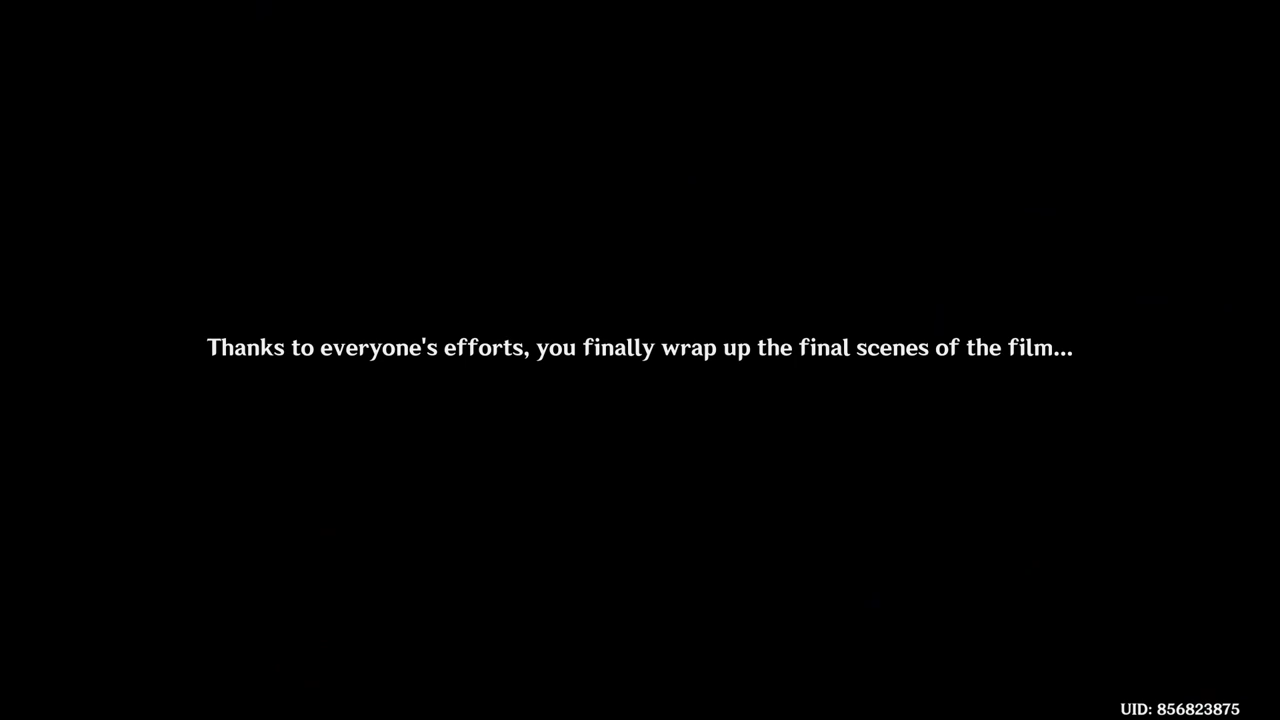 Thanks to everyone's efforts, you finally wrap up the final scenes of the film...
UID: 856823875